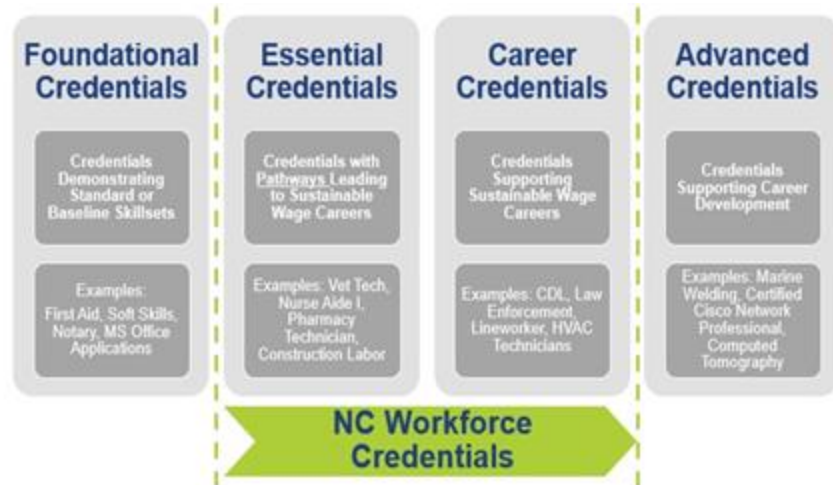 Foundational
Credentials
Credentials
Demonstrating
Standard or
Baseline Skillsets
Examples:
First Aid, Soft Skills,
Notary, MS Office
Applications
Essential
Credentials
Credentials with
Pathways Leading
to Sustainable
Wage Careers
Examples: Vet Tech,
Nurse Aide I,
Pharmacy
Technician,
Construction Labor
Career
Credentials
Credentials
Supporting
Sustainable Wage
Careers
Examples: CDL, Law
Enforcement,
Lineworker, HVAC
Technicians
Advanced
Credentials
Credentials
Supporting Career
Development
Examples: Marine
Welding, Certified
Cisco Network
Professional,
Computed
Tomography
NC Workforce
Credentials